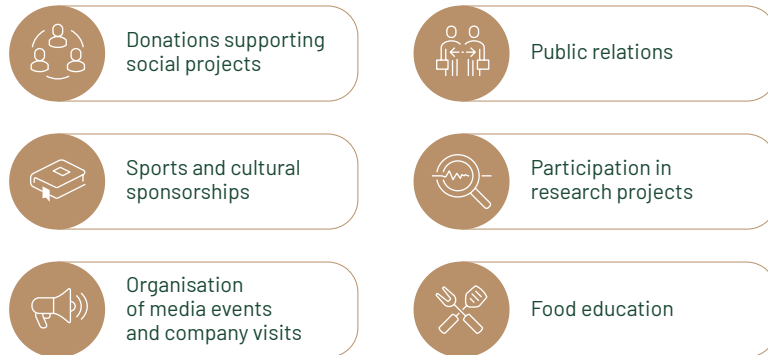 Donations supporting
social projects
Public relations
Sports and cultural
sponsorships
Participation in
research projects
Organisation
of media events
and company visits
Food education